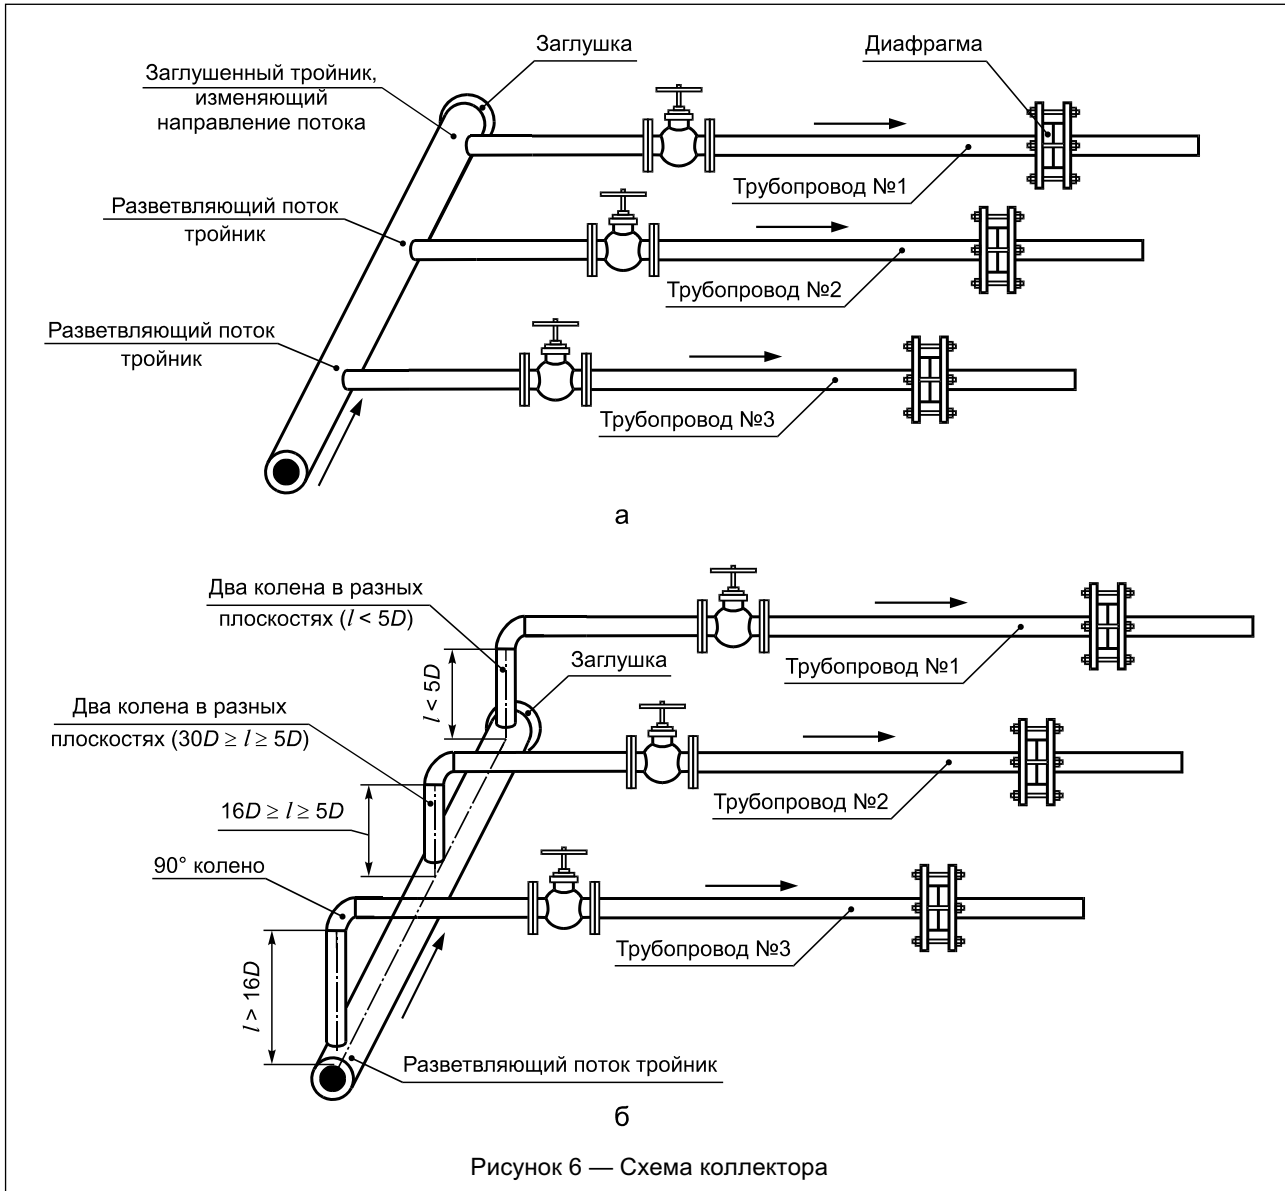 Заглушка
Диафрагма
Заглушенный тройник,
изменяющий
направление потока
Трубопровод №1
Разветвляющий поток
тройник
Трубопровод №2
Разветвляющий поток
тройник
Трубопровод №3
а
Два колена в разных
плоскостях (l < 5D)
Заглушка
Трубопровод №1
l < 5D
Два колена в разных
плоскостях (30D ≥ l ≥ 5D)
16D ≥ l ≥ 5D
Трубопровод №2
90° колено
Трубопровод №3
l > 16D
Разветвляющий поток тройник
б
Рисунок 6 — Схема коллектора